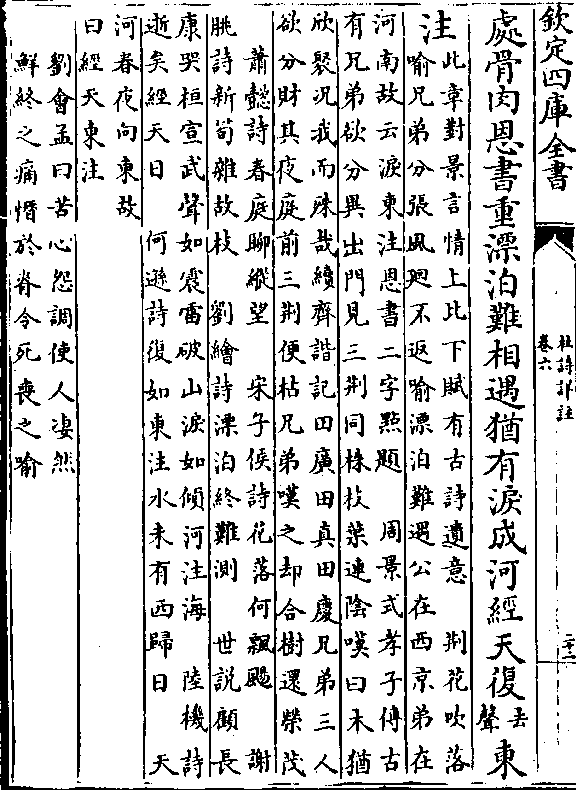 欽定四庫全書
杜詩詳註
卷六
二十二
處骨肉恩書重漂泊難相遇猶有淚成河經天復去聲東
注
此章對景言情上比下賦有古詩遺意　荆花吹落
喻兄弟分張風廻不返喻漂泊難遇公在西京弟在
河南故云淚東注恩書二字㸃題　周景式孝子傳古
有兄弟欲分異出門見三荆同株枝葉連陰嘆曰木猶
欣聚况我而殊哉續齊諧記田廣田真田慶兄弟三人
欲分財其夜庭前三荆便枯兄弟嘆之却合樹還榮茂
蕭懿詩春庭聊縱望　宋子侯詩花落何飄颺　謝
朓詩新筍雜故枝　劉繪詩漂泊終難測　世説顧長
康哭桓宣武聲如震雷破山淚如傾河注海　陸機詩
逝矣經天日　何遜詩復如東注水未有西歸日　天
河春夜向東故
曰經天東注
劉會孟曰苦心怨調使人凄然
鮮終之痛憯於脊令死喪之喻